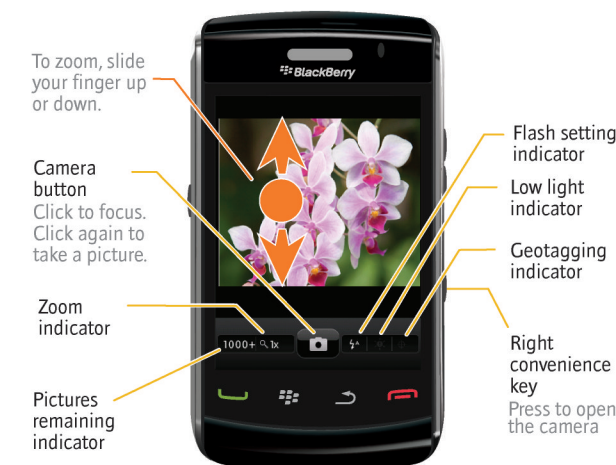 To zoom, slide
your finger up
or down.
Camera
button
Click to focus.
Click again to
take a picture.
Zoom
indicator
Pictures
remaining
indicator
BlackBerry
1000+ 1x
A
Flash setting
indicator
Low light
indicator
Geotagging
indicator
Right
convenience
key
Press to open
the camera